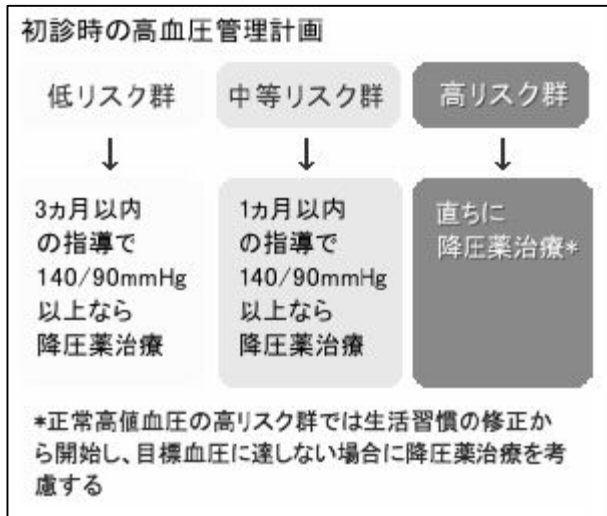 初診時の高血圧管理計画
低リスク群
中等リスク群
高リスク群
↓
↓
↓
3ヵ月以内
の指導で
140/90mmHg
以上なら
降圧薬治療
1ヵ月以内
の指導で
140/90mmHg
以上なら
降圧薬治療
直ちに
降圧薬治療*
*正常高値血圧の高リスク群では生活習慣の修正か
ら開始し、目標血圧に達しない場合に降圧薬治療を考
慮する